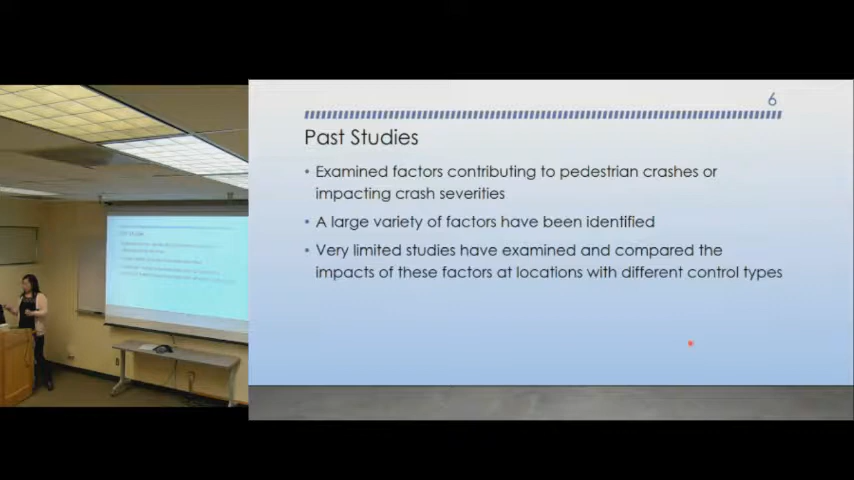 6
Past Studies
• Examined factors contributing to pedestrian crashes or
impacting crash severities
• A large variety of factors have been identified
• Very limited studies have examined and compared the
impacts of these factors at locations with different control types